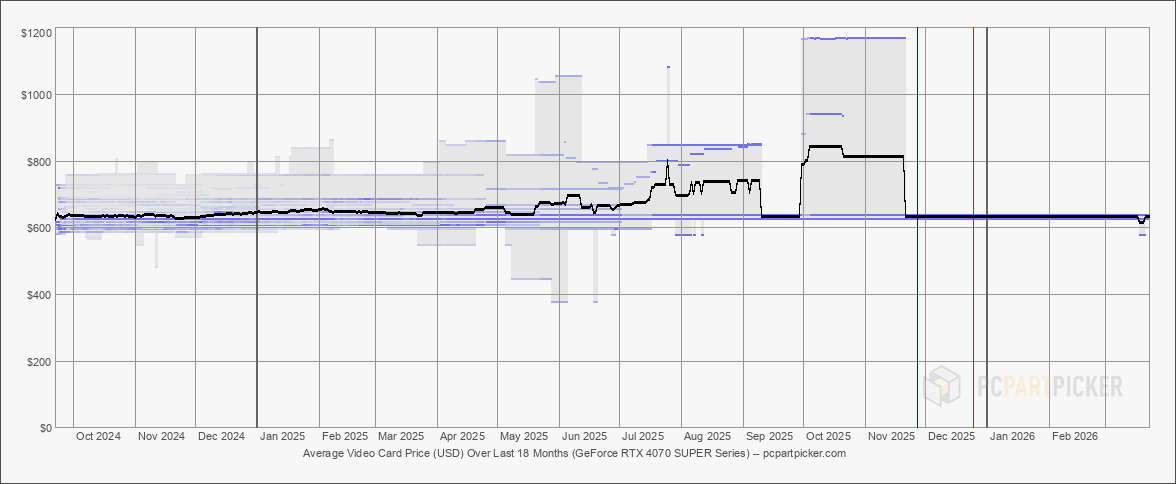 $1200
$1000
$800
$600
$400
$200
$0
PCPARTPICKER
Oct 2024 Nov 2024 Dec 2024 Jan 2025 Feb 2025 Mar 2025 Apr 2025 May 2025 Jun 2025 Jul 2025 Aug 2025 Sep 2025 Oct 2025 Nov 2025 Dec 2025 Jan 2026 Feb 2026
Average Video Card Price (USD) Over Last 18 Months (GeForce RTX 4070 SUPER Series) -- pcpartpicker.com